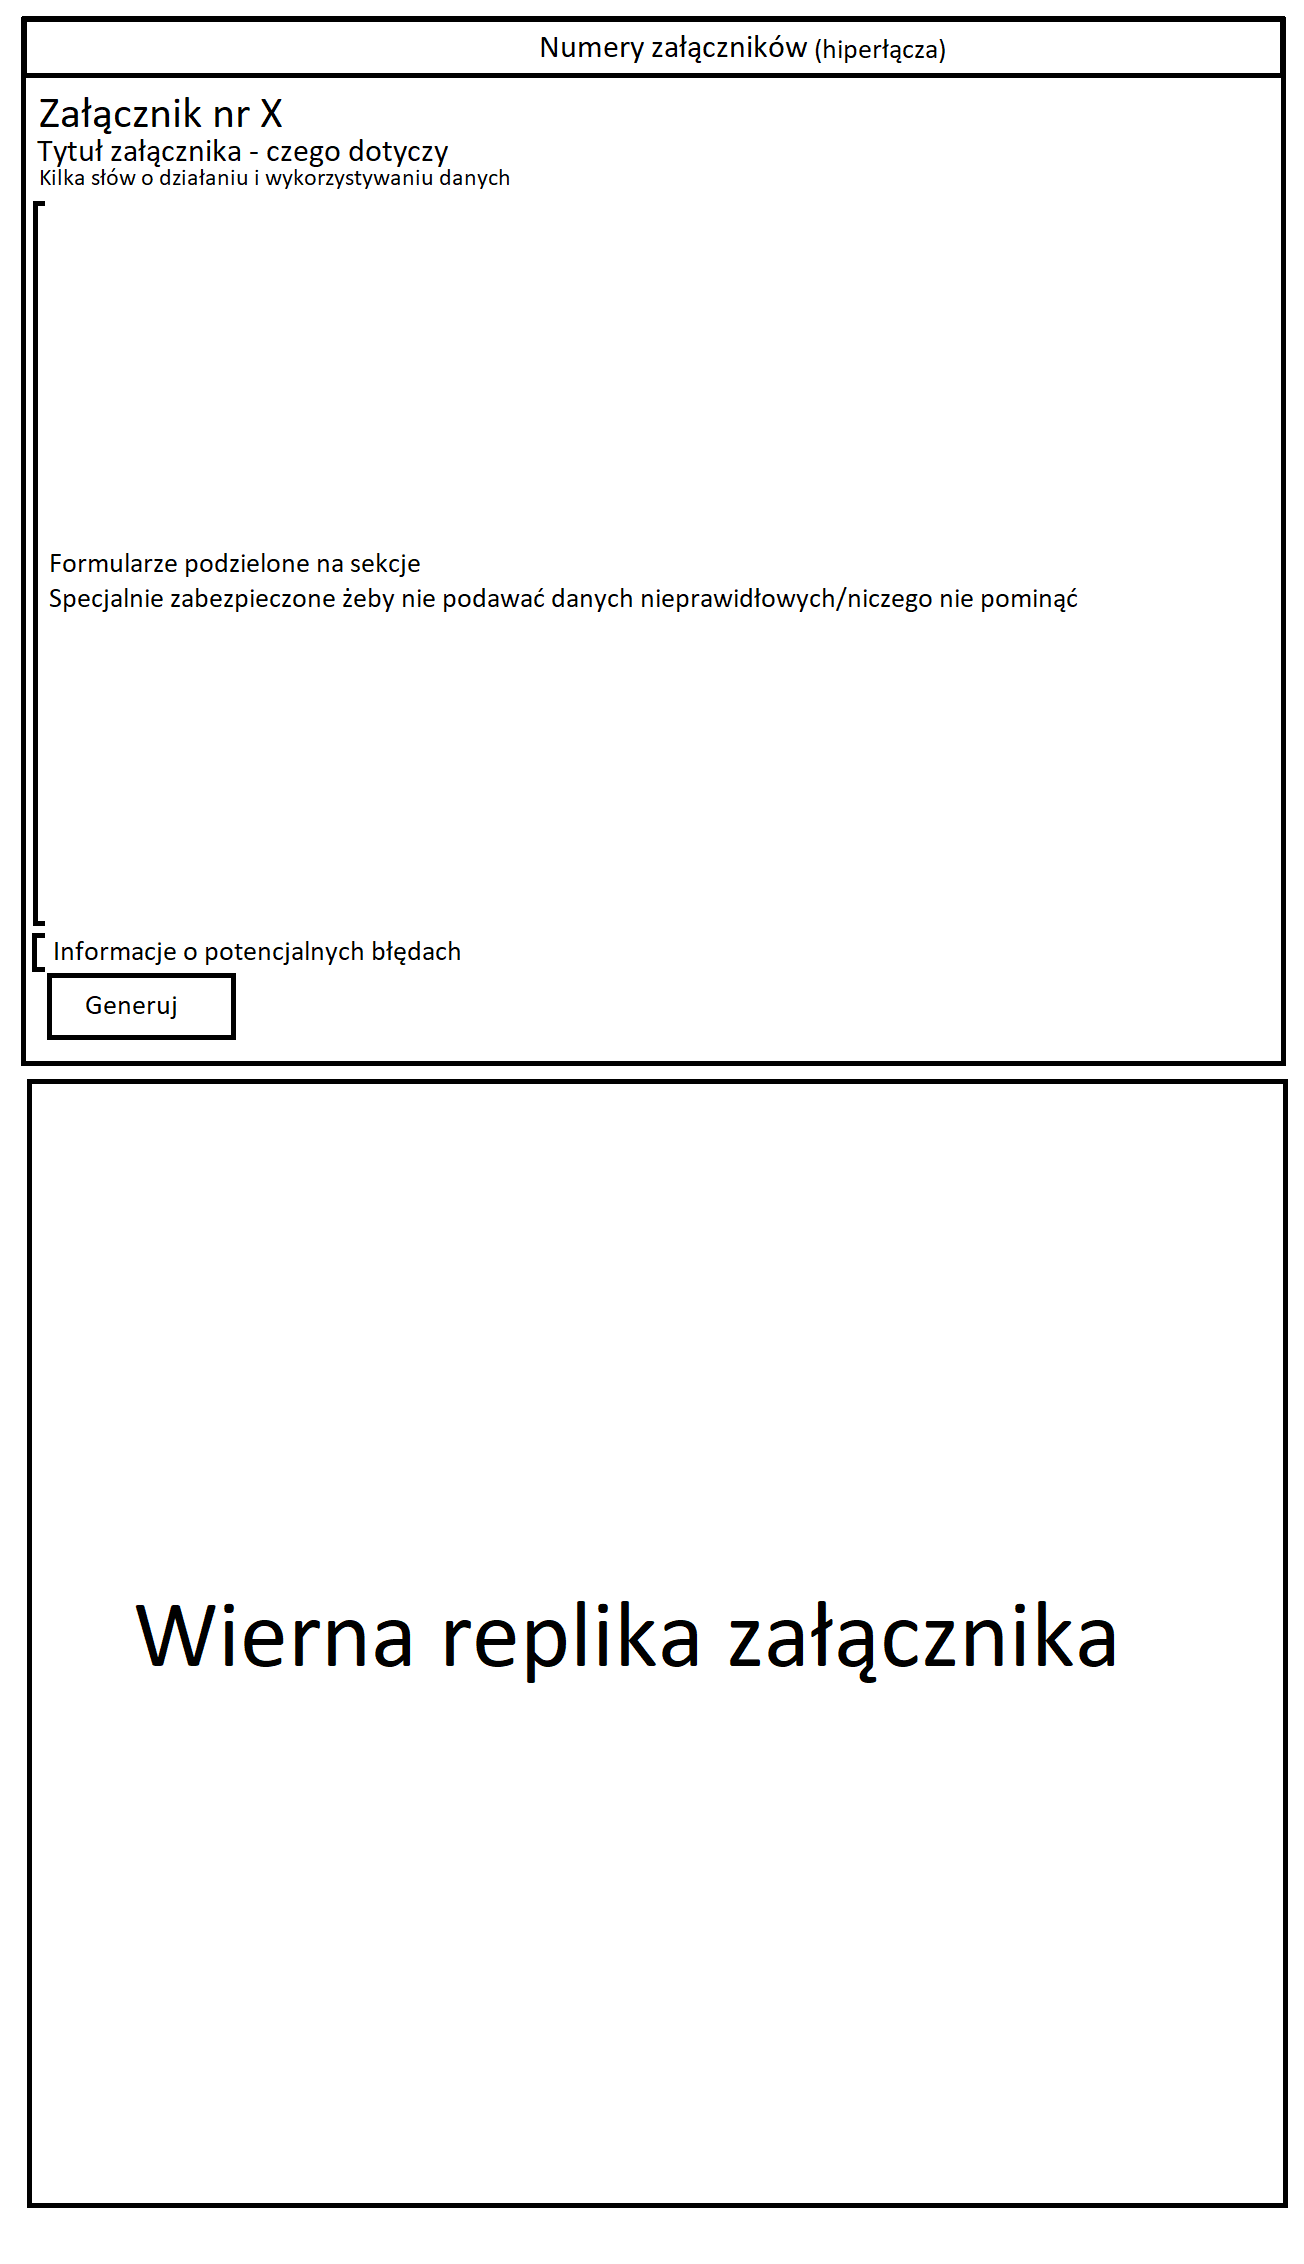 Numery załączników (hiperłącza)
Załącznik nr X
Tytuł załącznika - czego dotyczy
Kilka słów o działaniu i wykorzystywaniu danych
Formularze podzielone na sekcje
Specjalnie zabezpieczone żeby nie podawać danych nieprawidłowych/niczego nie pominąć
Informacje o potencjalnych błędach
Generuj
Wierna replika załącznika